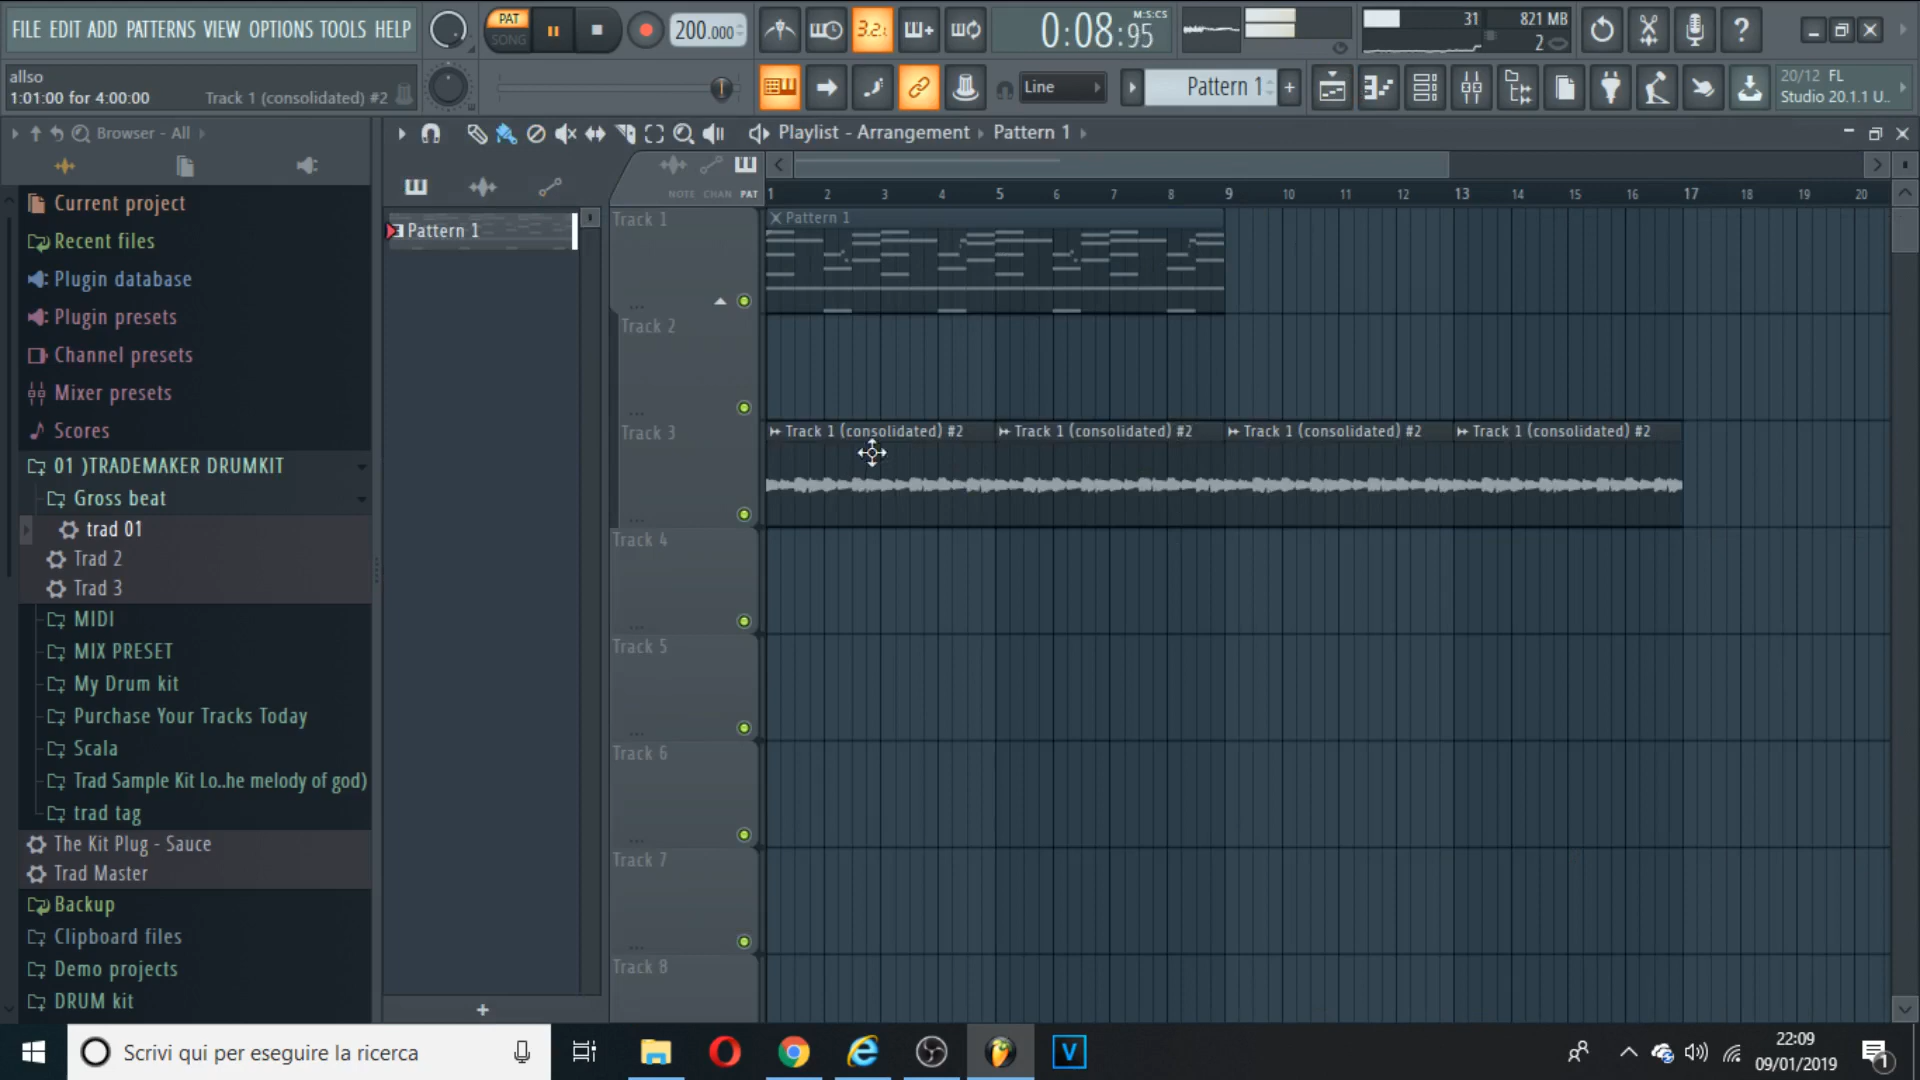 FILE EDIT ADD PATTERNS VIEW OPTIONS TOOLS HELP
PAT
SONG
200.000
3.2.
0:08:95
M:S:CS
31
821 MB
2
allso
1:01:00 for 4:00:00
Track 1 (consolidated) #2
Line
Pattern 1
20/12 FL
Studio 20.1.1 U..
Browser - All
Playlist - Arrangement
Pattern 1
NOTE CHAN PAT
1 2 3 4 5 6 7 8 9 10 11 12 13 14 15 16 17 18 19 20
Current project
Recent files
Plugin database
Plugin presets
Channel presets
Mixer presets
Scores
01 )TRADEMAKER DRUMKIT
Gross beat
trad 01
Trad 2
Trad 3
MIDI
MIX PRESET
My Drum kit
Purchase Your Tracks Today
Scala
Trad Sample Kit Lo..he melody of god)
trad tag
The Kit Plug - Sauce
Trad Master
Backup
Clipboard files
Demo projects
DRUM kit
Pattern 1
Track 1
Pattern 1
Track 2
Track 3
Track 1 (consolidated) #2
Track 1 (consolidated) #2
Track 1 (consolidated) #2
Track 1 (consolidated) #2
Track 4
Track 5
Track 6
Track 7
Track 8
Scrivi qui per eseguire la ricerca
V
22:09
09/01/2019
1